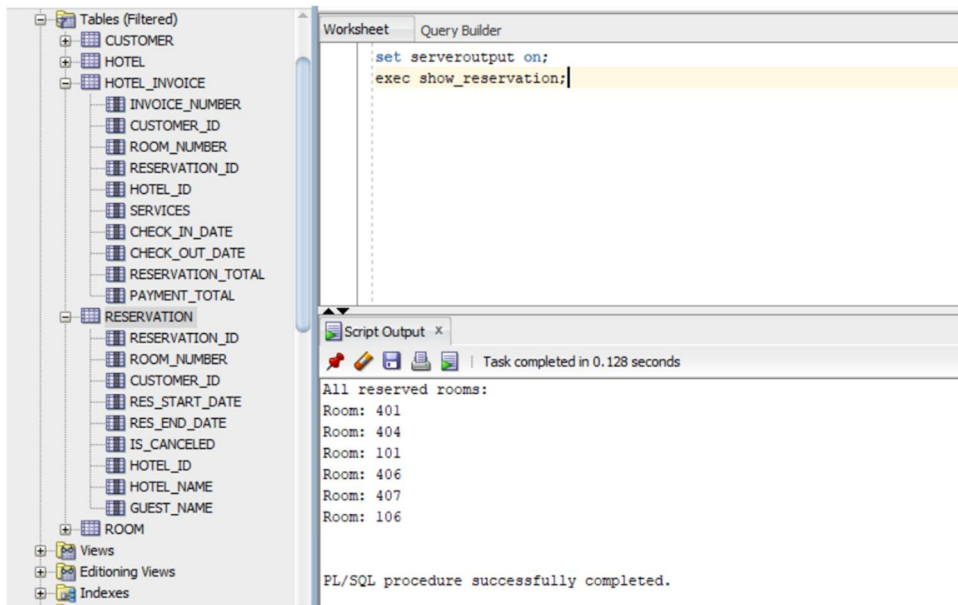 Tables (Filtered)
CUSTOMER
HOTEL
HOTEL_INVOICE
INVOICE_NUMBER
CUSTOMER_ID
ROOM_NUMBER
RESERVATION_ID
HOTEL_ID
SERVICES
CHECK_IN_DATE
CHECK_OUT_DATE
RESERVATION_TOTAL
PAYMENT_TOTAL
RESERVATION
RESERVATION_ID
ROOM_NUMBER
CUSTOMER_ID
RES_START_DATE
RES_END_DATE
IS_CANCELED
HOTEL_ID
HOTEL_NAME
GUEST_NAME
ROOM
Views
Editioning Views
Indexes
Worksheet Query Builder
set serveroutput on;
exec show_reservation;
Script Output x
Task completed in 0.128 seconds
All reserved rooms:
Room: 401
Room: 404
Room: 101
Room: 406
Room: 407
Room: 106
PL/SQL procedure successfully completed.